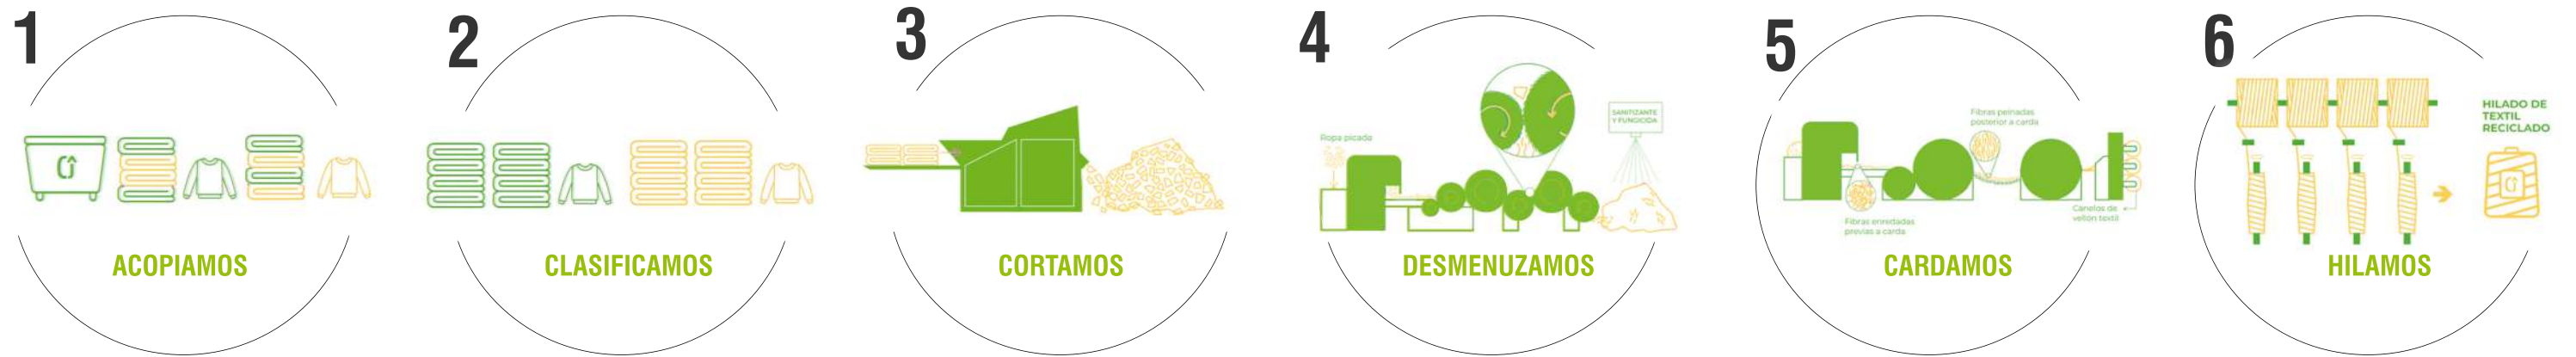 1
ACOPIAMOS
2
CLASIFICAMOS
3
CORTAMOS
4
Ropa picada
SANITIZANTE
Y FUNGICIDA
DESMENUZAMOS
5
Fibras peinadas
posterior a carda
Fibras enredadas
previas a carda
Canelos de
vellón textil
CARDAMOS
6
HILADO DE
TEXTIL
RECICLADO
HILAMOS